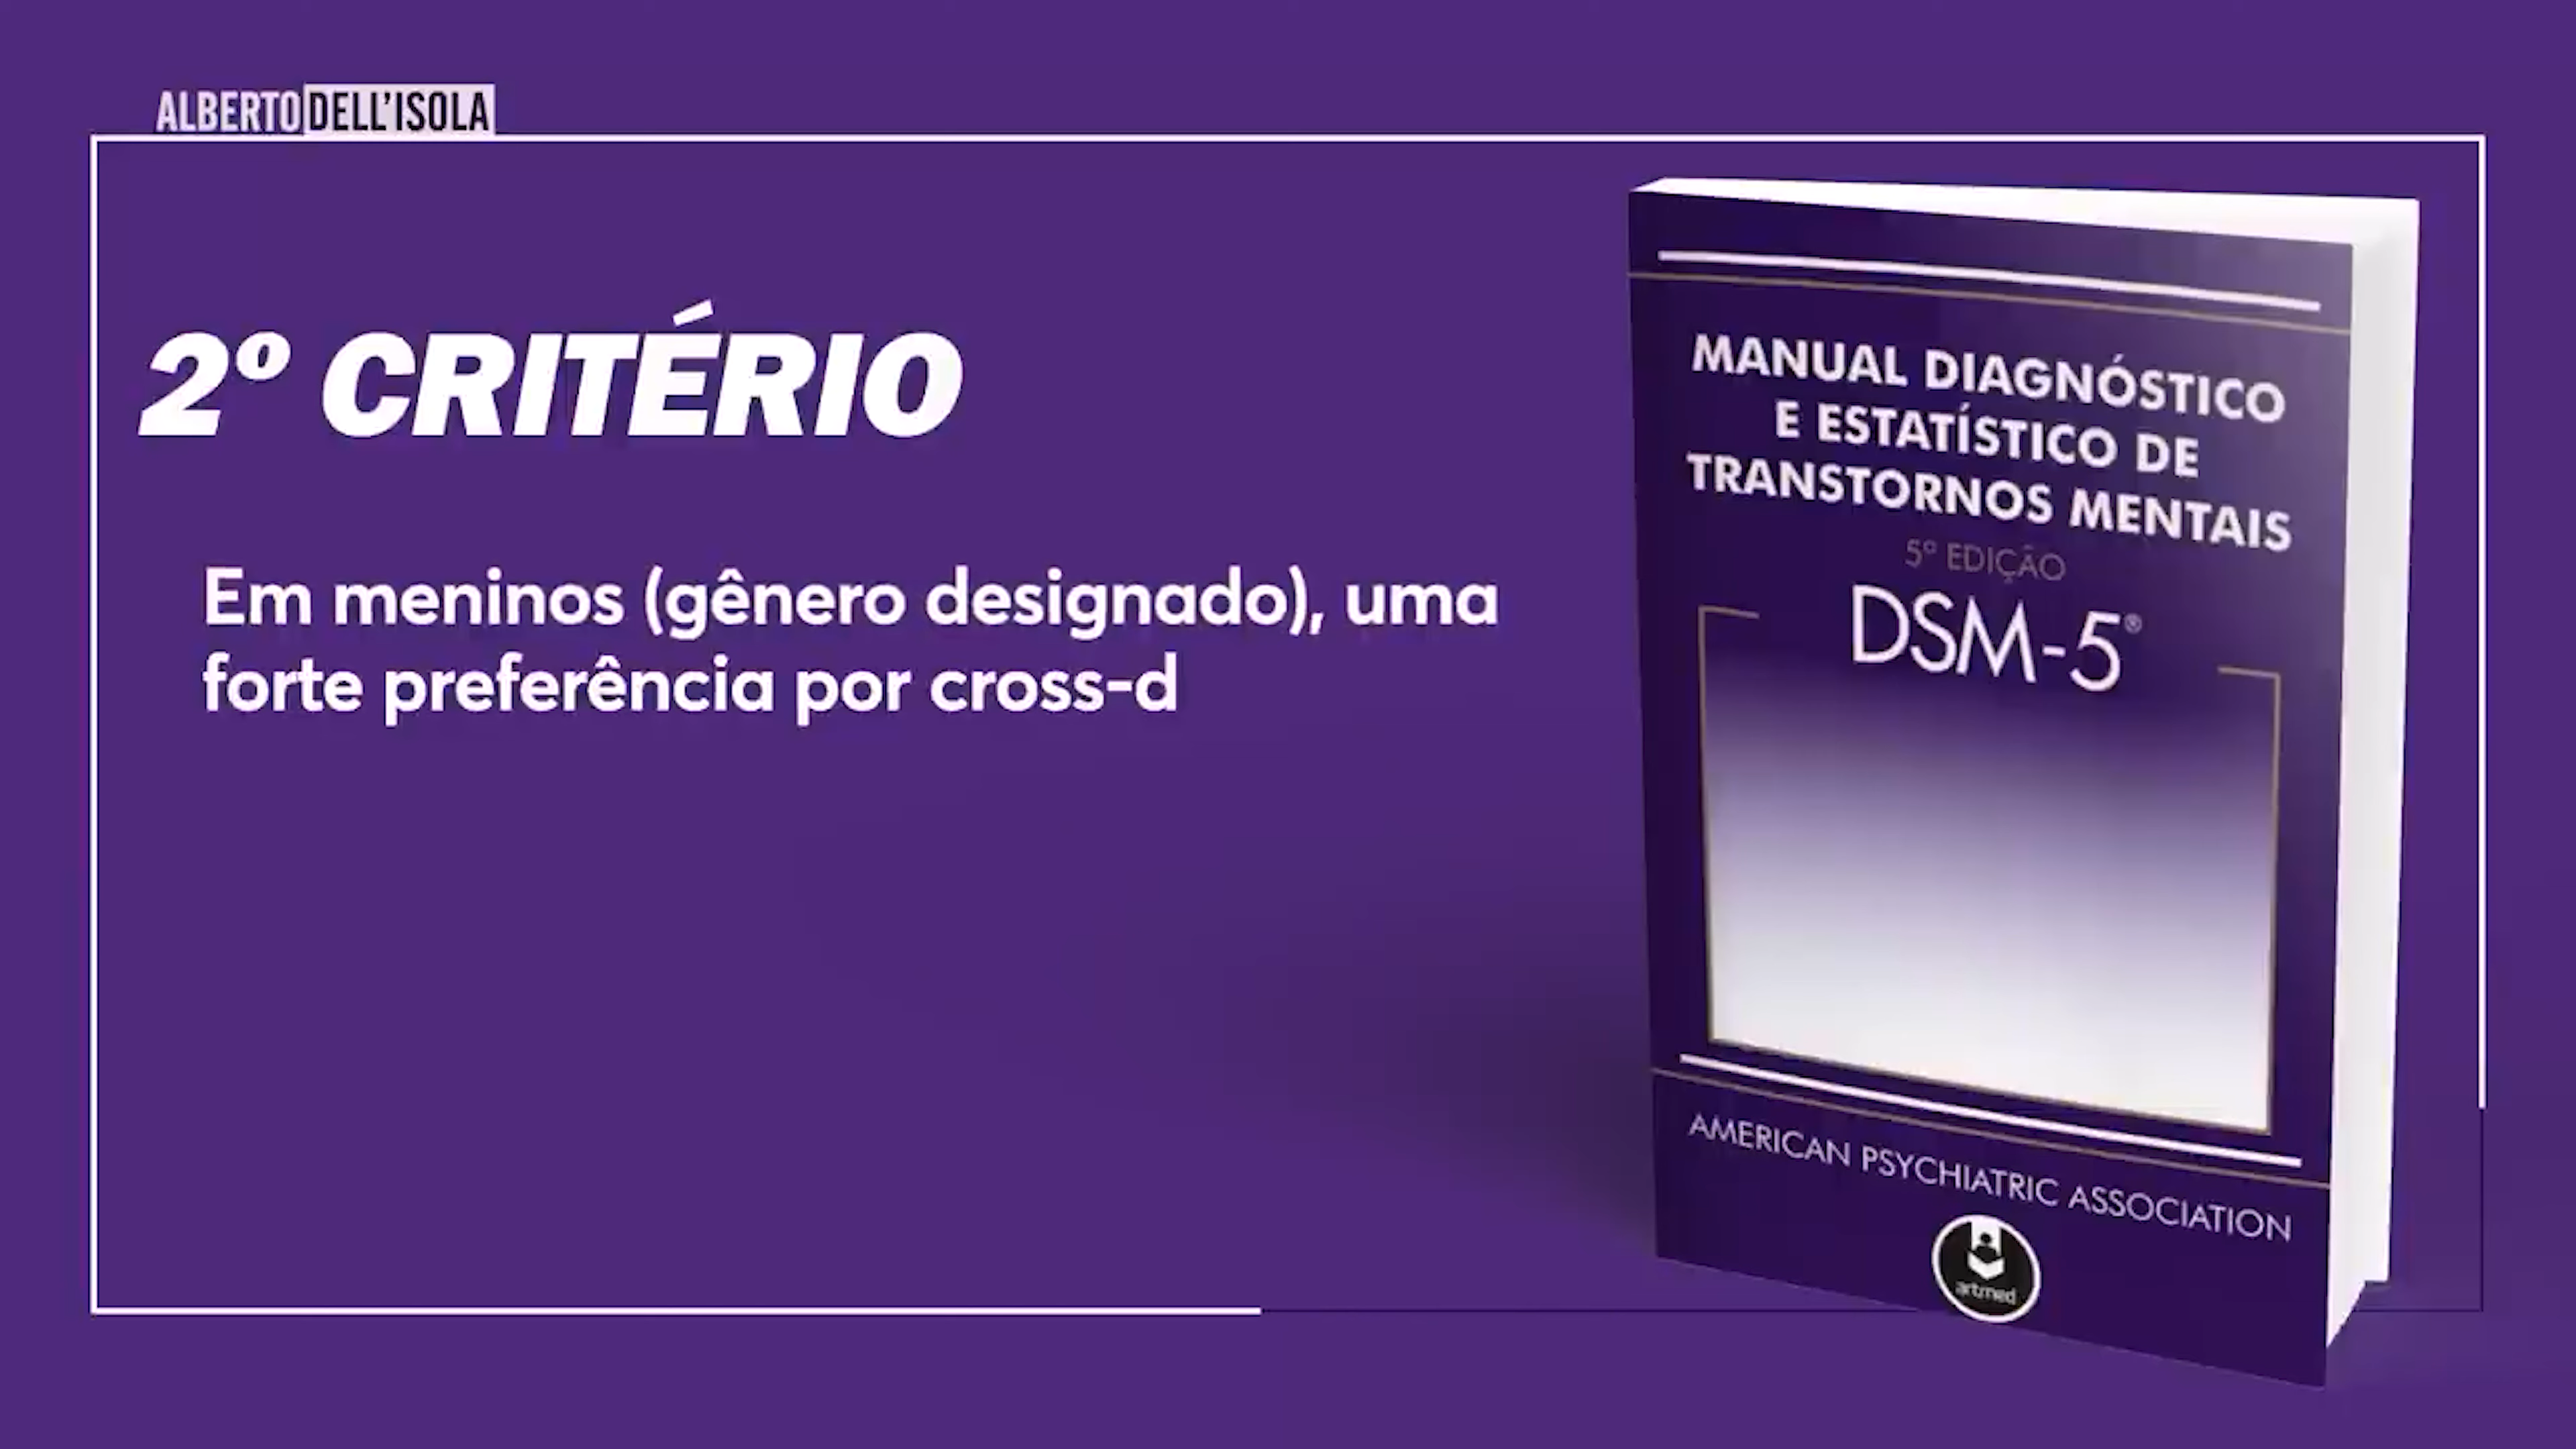 ALBERTO DELL'ISOLA
2º CRITÉRIO
Em meninos (gênero designado), uma
forte preferência por cross-d
MANUAL DIAGNÓSTICO
E ESTATÍSTICO DE
TRANSTORNOS MENTAIS
5ª EDIÇÃO
DSM-5®
AMERICAN PSYCHIATRIC ASSOCIATION
artmed